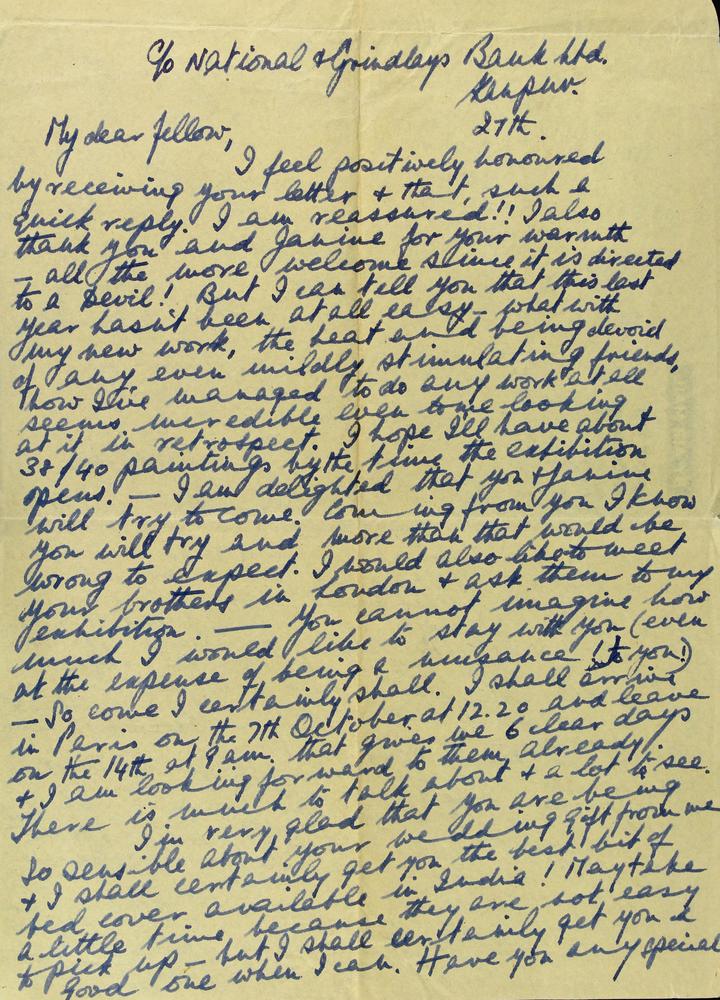 c/o National & Grindlays Bank Ltd.
Kanpur.
27th.
My dear fellow,
I feel positively honoured
by receiving your letter & that, such a
quick reply. I am reassured!! I also
thank you and Janine for your warmth
– all the more welcome since it is directed
to a Devil! But I can tell you that this last
year hasn't been at all easy – what with
my new work, the heat and being devoid
of any even mildly stimulating friends,
how I've managed to do any work at all
seems incredible even to me looking
at it in retrospect. I hope I'll have about
38/40 paintings by the time the exhibition
opens. — I am delighted that you & Janine
will try to come. Coming from you I know
you will try and more than that would be
wrong to expect. I would also like to meet
your brothers in London & ask them to my
exhibition. — You cannot imagine how
much I would like to stay with you (even
at the expense of being a nuisance! to you!)
— So come I certainly shall. I shall arrive
in Paris on the 7th October at 12.20 and leave
on the 14th at 9 am. that gives me 6 clear days
& I am looking forward to them already!
There is much to talk about & a lot to see.
I'm very glad that you are being
so sensible about your wedding gift from me
& I shall certainly get you the best bit of
bed cover available in India! May take
a little time because they are not easy
to pick up – but I shall certainly get you a
good one when I can. Have you any special